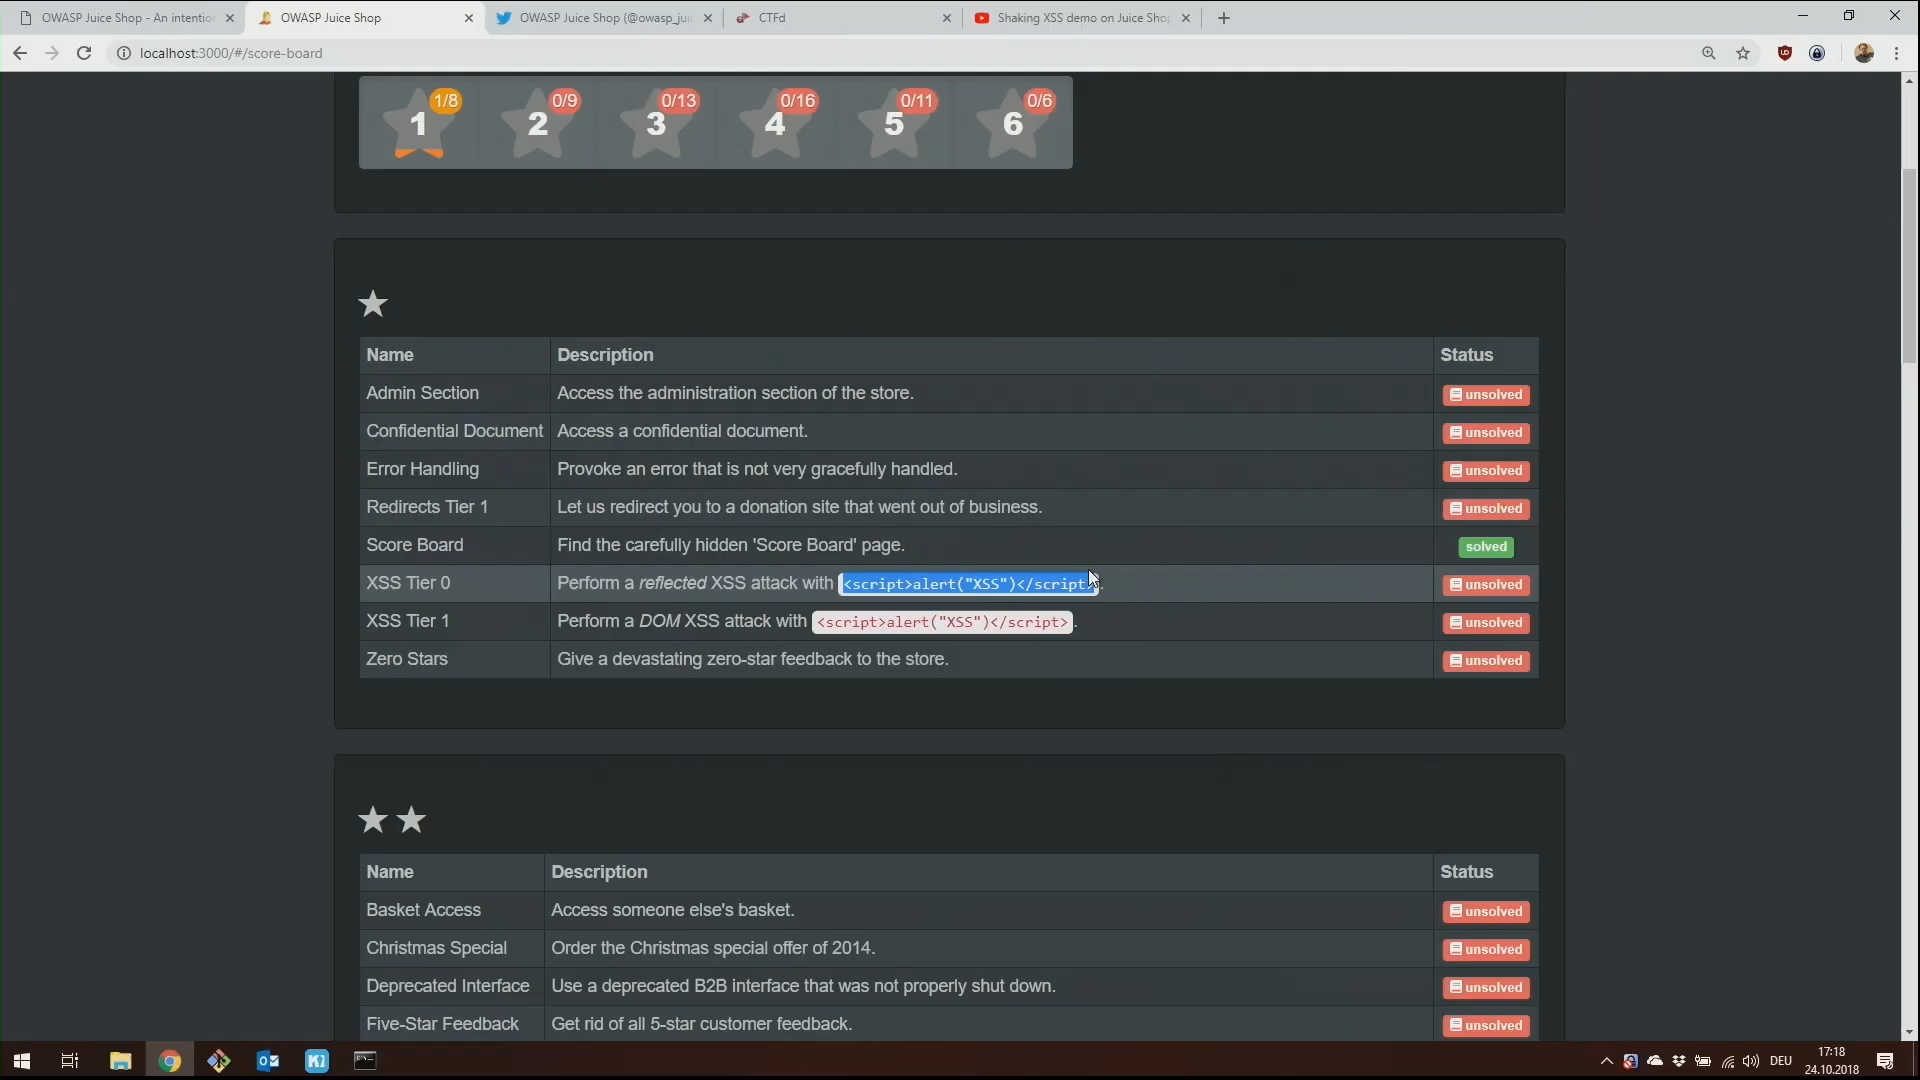 OWASP Juice Shop - An intention
OWASP Juice Shop
OWASP Juice Shop (@owasp_jui
CTFd
Shaking XSS demo on Juice Shop
localhost:3000/#/score-board
1/8 0/9 0/13 0/16 0/11 0/6
1 2 3 4 5 6
Name Description Status
Admin Section Access the administration section of the store. unsolved
Confidential Document Access a confidential document. unsolved
Error Handling Provoke an error that is not very gracefully handled. unsolved
Redirects Tier 1 Let us redirect you to a donation site that went out of business. unsolved
Score Board Find the carefully hidden 'Score Board' page. solved
XSS Tier 0 Perform a reflected XSS attack with <script>alert("XSS")</script>. unsolved
XSS Tier 1 Perform a DOM XSS attack with <script>alert("XSS")</script>. unsolved
Zero Stars Give a devastating zero-star feedback to the store. unsolved
Name Description Status
Basket Access Access someone else's basket. unsolved
Christmas Special Order the Christmas special offer of 2014. unsolved
Deprecated Interface Use a deprecated B2B interface that was not properly shut down. unsolved
Five-Star Feedback Get rid of all 5-star customer feedback. unsolved
DEU
17:18
24.10.2018